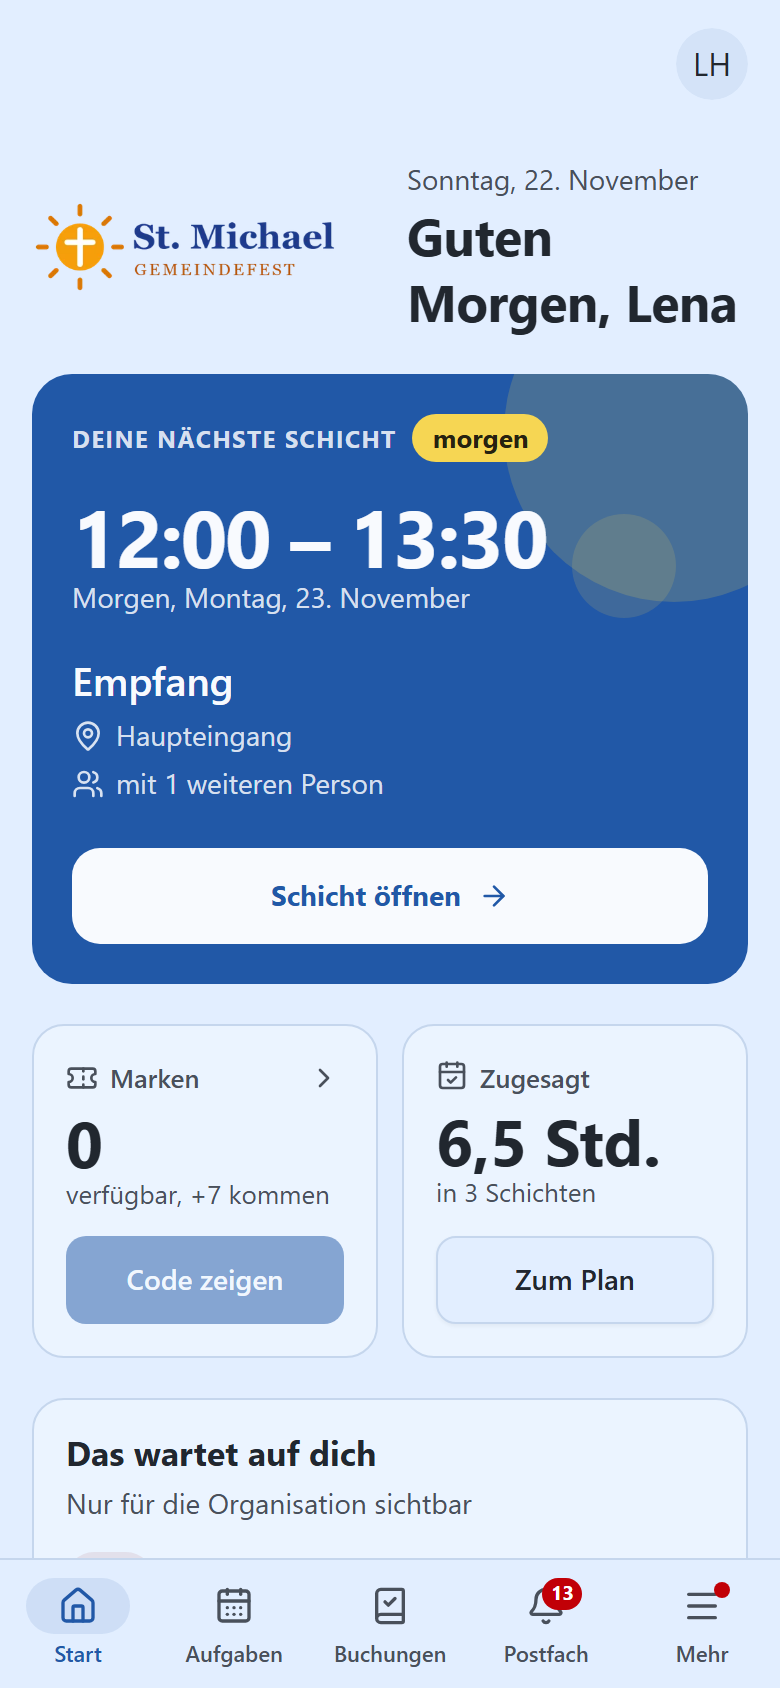 LH
St. Michael
GEMEINDEFEST
Sonntag, 22. November
Guten
Morgen, Lena
DEINE NÄCHSTE SCHICHT
morgen
12:00 – 13:30
Morgen, Montag, 23. November
Empfang
Haupteingang
mit 1 weiteren Person
Schicht öffnen
Marken
0
verfügbar, +7 kommen
Code zeigen
Zugesagt
6,5 Std.
in 3 Schichten
Zum Plan
Das wartet auf dich
Nur für die Organisation sichtbar
Start
Aufgaben
Buchungen
13
Postfach
Mehr